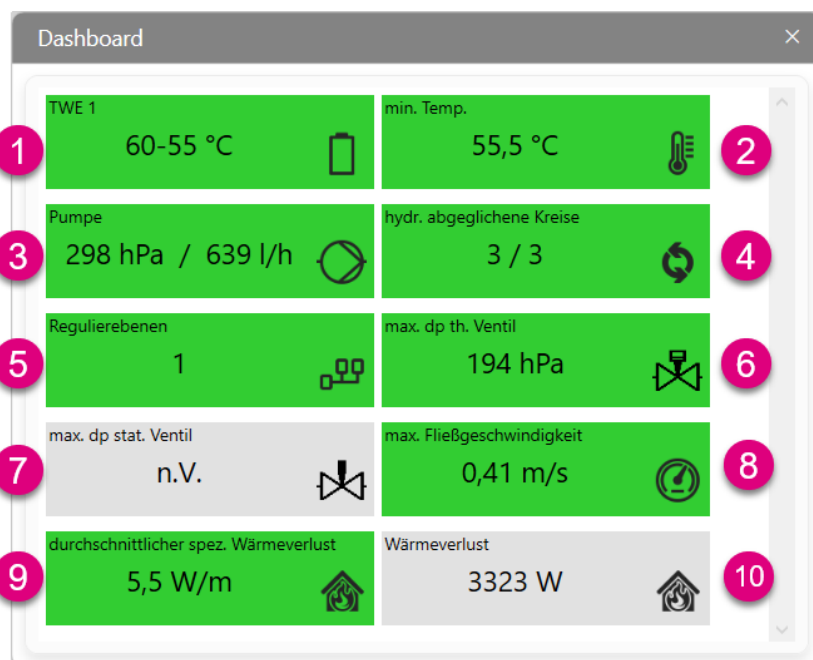 Dashboard
1
TWE 1
60-55 °C
min. Temp.
55,5 °C
2
3
Pumpe
298 hPa / 639 l/h
hydr. abgeglichene Kreise
3 / 3
4
5
Regulierebenen
1
max. dp th. Ventil
194 hPa
6
7
max. dp stat. Ventil
n.V.
max. Fließgeschwindigkeit
0,41 m/s
8
9
durchschnittlicher spez. Wärmeverlust
5,5 W/m
Wärmeverlust
3323 W
10